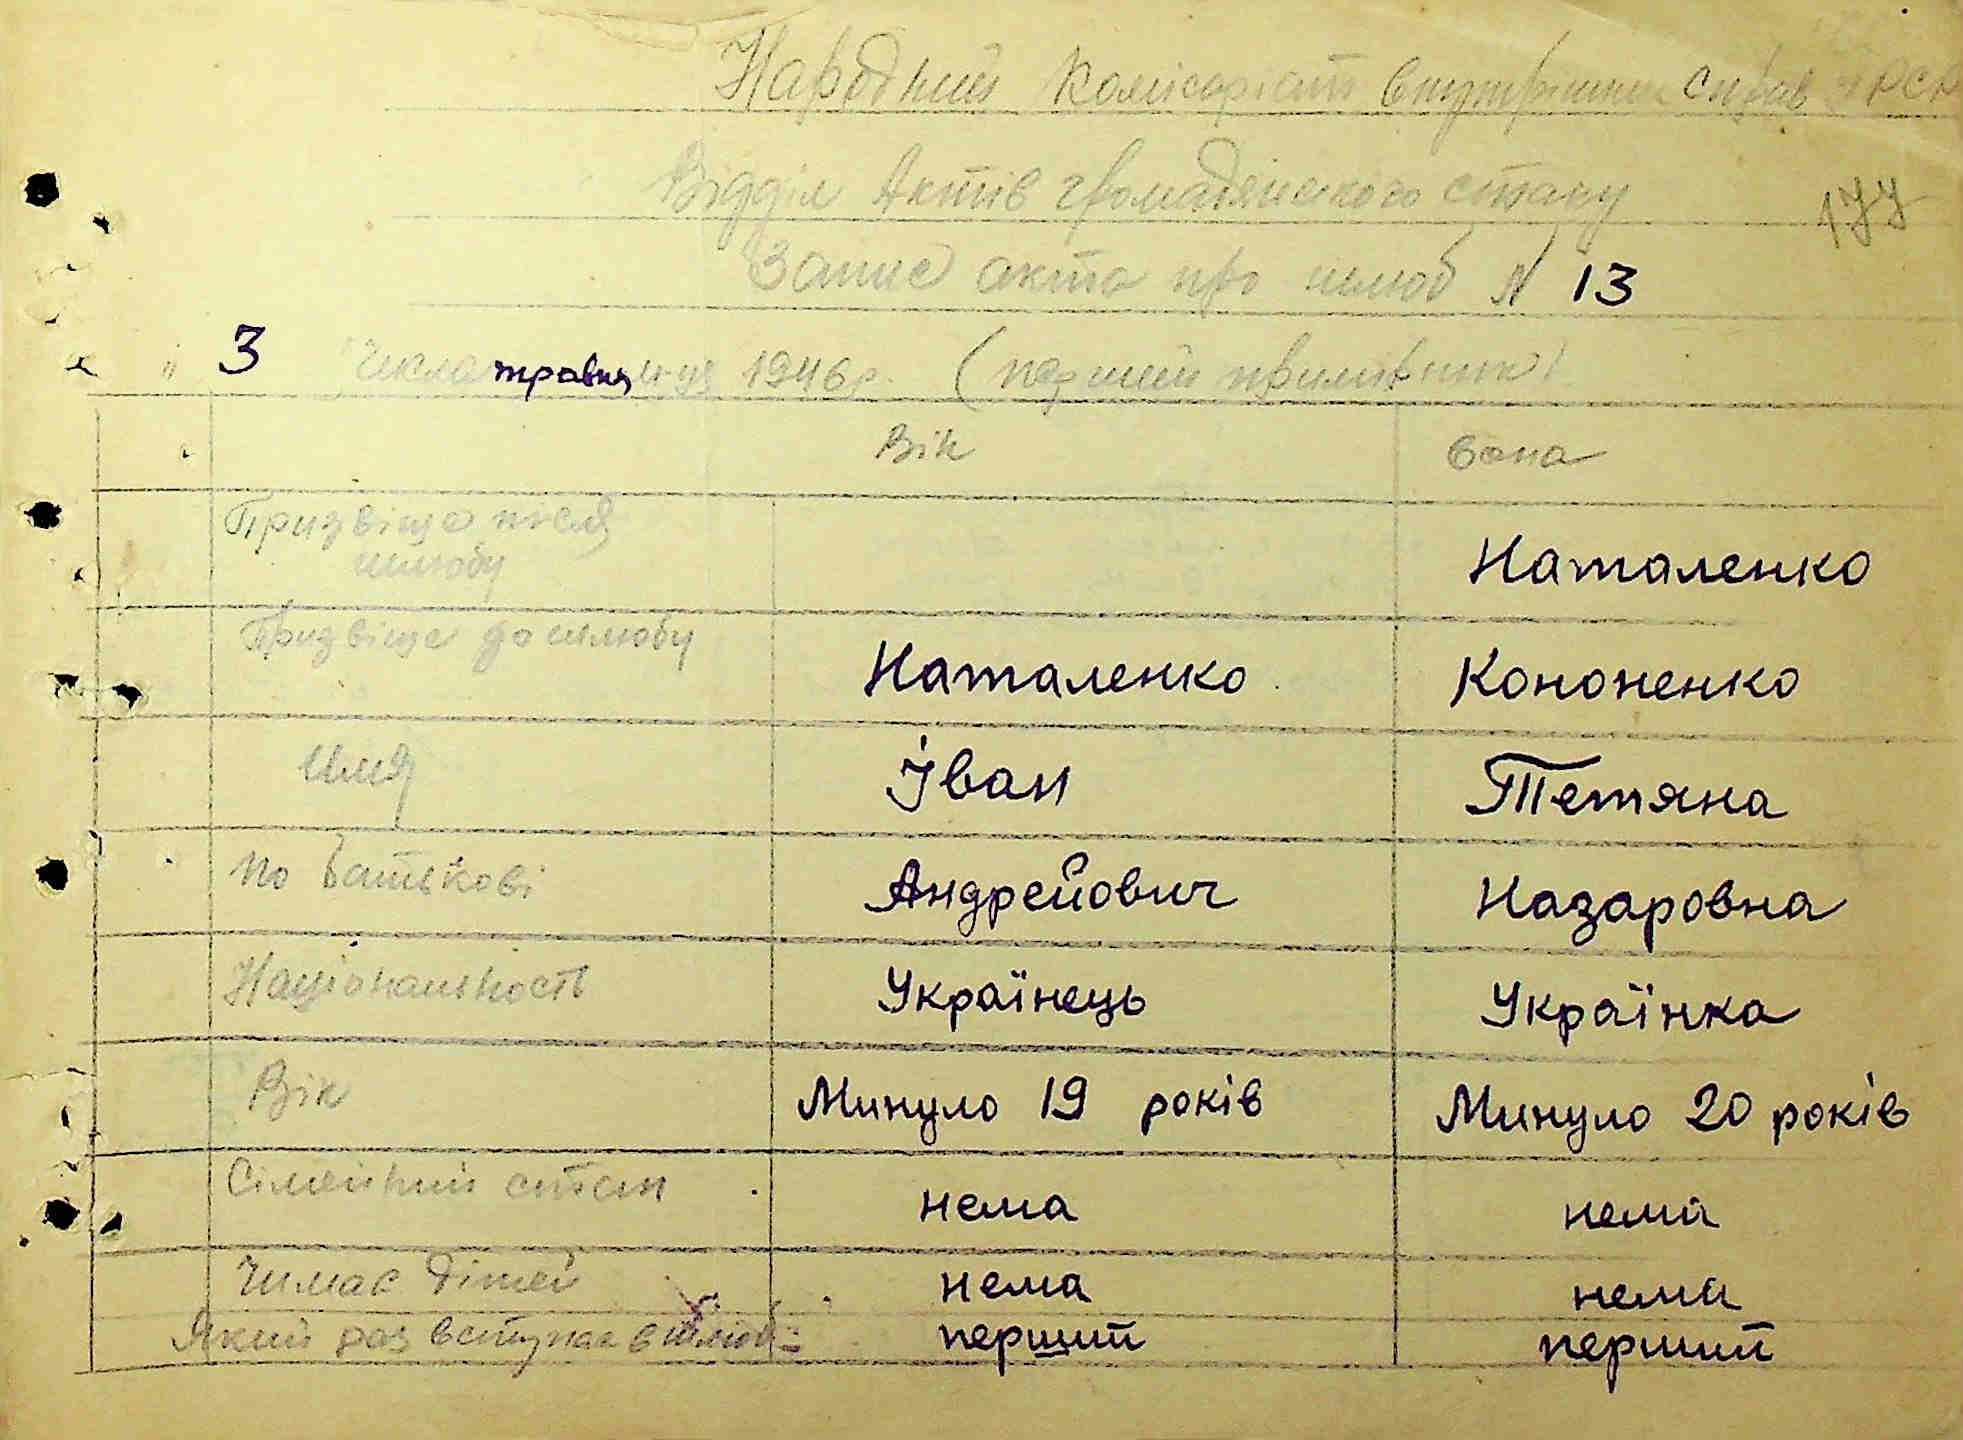 Народний Комісаріат внутрішніх справ УРСР
Відділ Актів громадянського стану
177
Запис акта про шлюб N 13
" 3 " числа травня м-ця 1946 р. (перший примірник)
Він Вона
Призвіще після шлюбу Наталенко
Призвіще до шлюбу Наталенко Кононенко
Имя Іван Тетяна
По батькові Андрейович Назаровна
Національность Українець Українка
Вік Минуло 19 років Минуло 20 років
Сімейний стан нема нема
Чи має дітей нема нема
Який раз вступає в шлюб перший перший